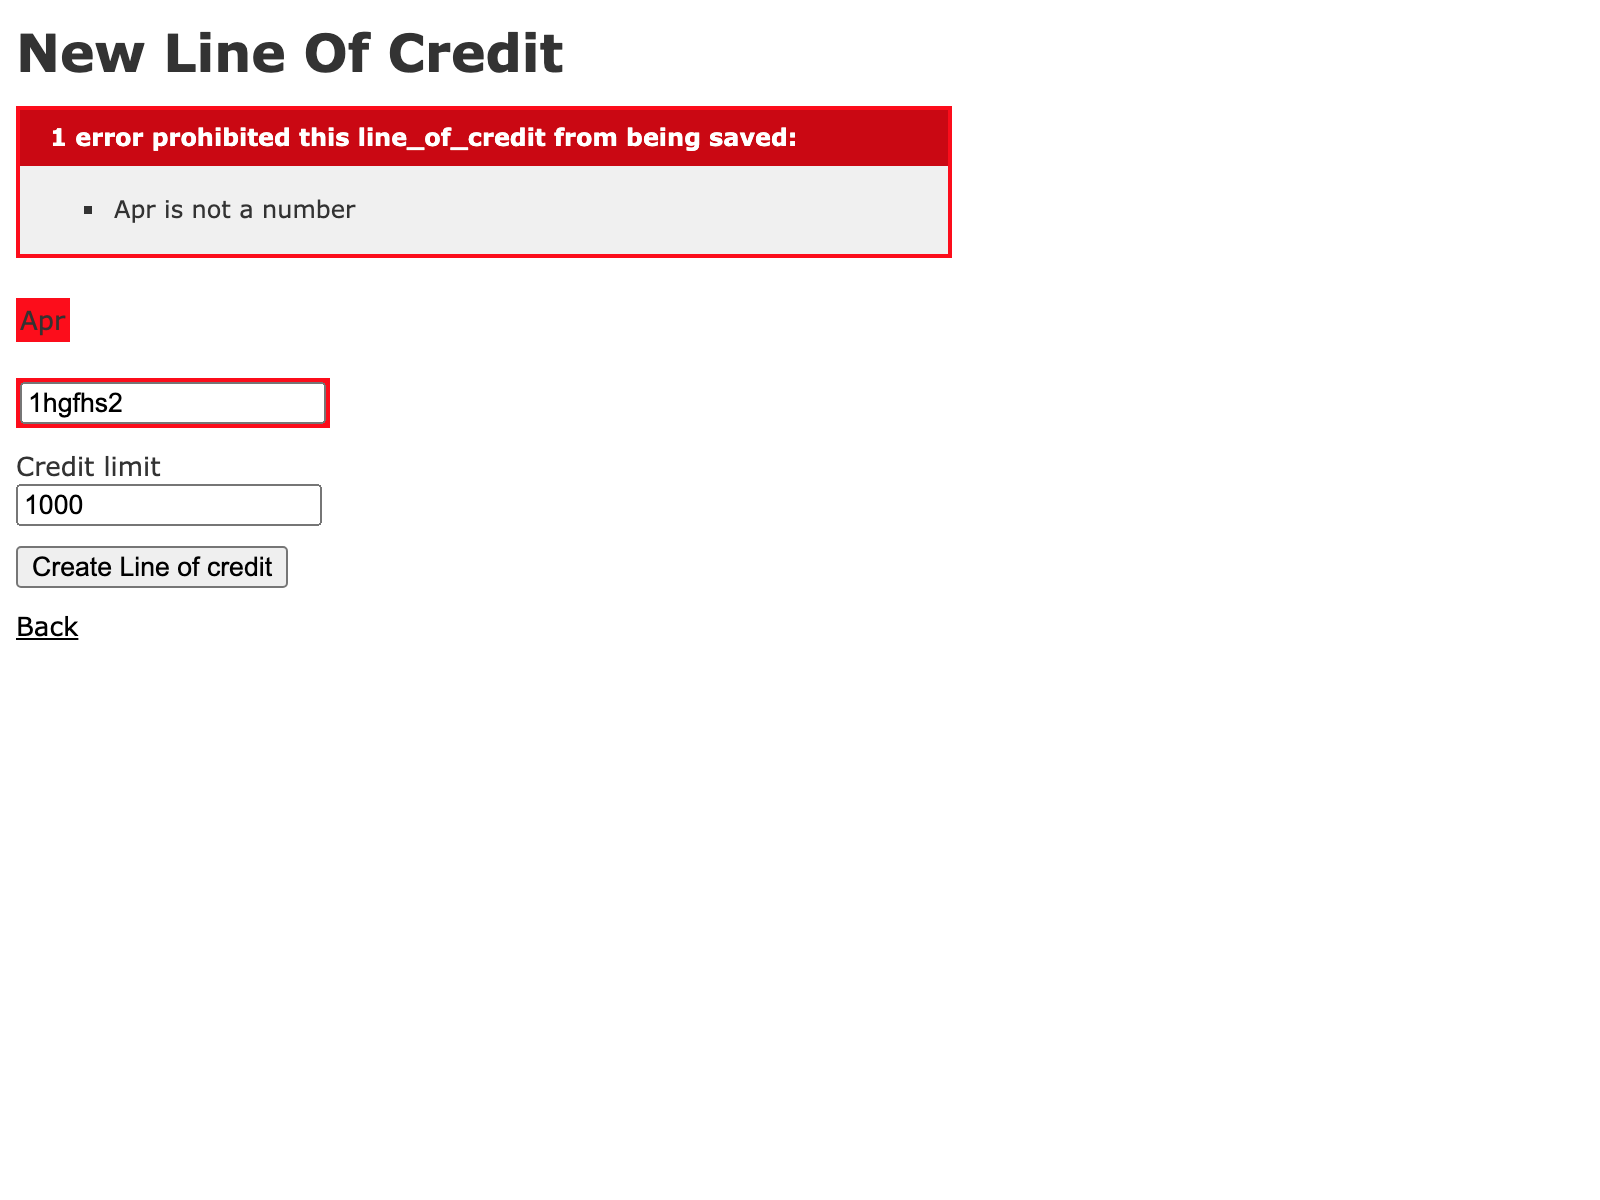 New Line Of Credit
1 error prohibited this line_of_credit from being saved:
Apr is not a number
Apr
1hgfhs2
Credit limit
1000
Create Line of credit
Back